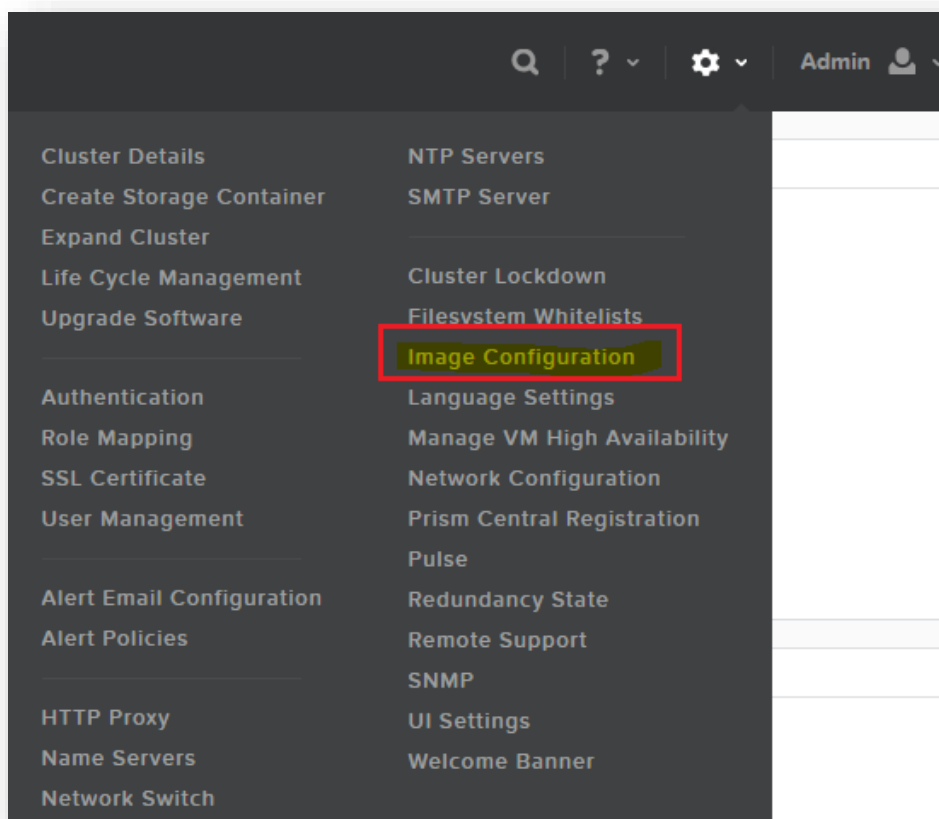 ? Admin
Cluster Details
Create Storage Container
Expand Cluster
Life Cycle Management
Upgrade Software
Authentication
Role Mapping
SSL Certificate
User Management
Alert Email Configuration
Alert Policies
HTTP Proxy
Name Servers
Network Switch
NTP Servers
SMTP Server
Cluster Lockdown
Filesystem Whitelists
Image Configuration
Language Settings
Manage VM High Availability
Network Configuration
Prism Central Registration
Pulse
Redundancy State
Remote Support
SNMP
UI Settings
Welcome Banner